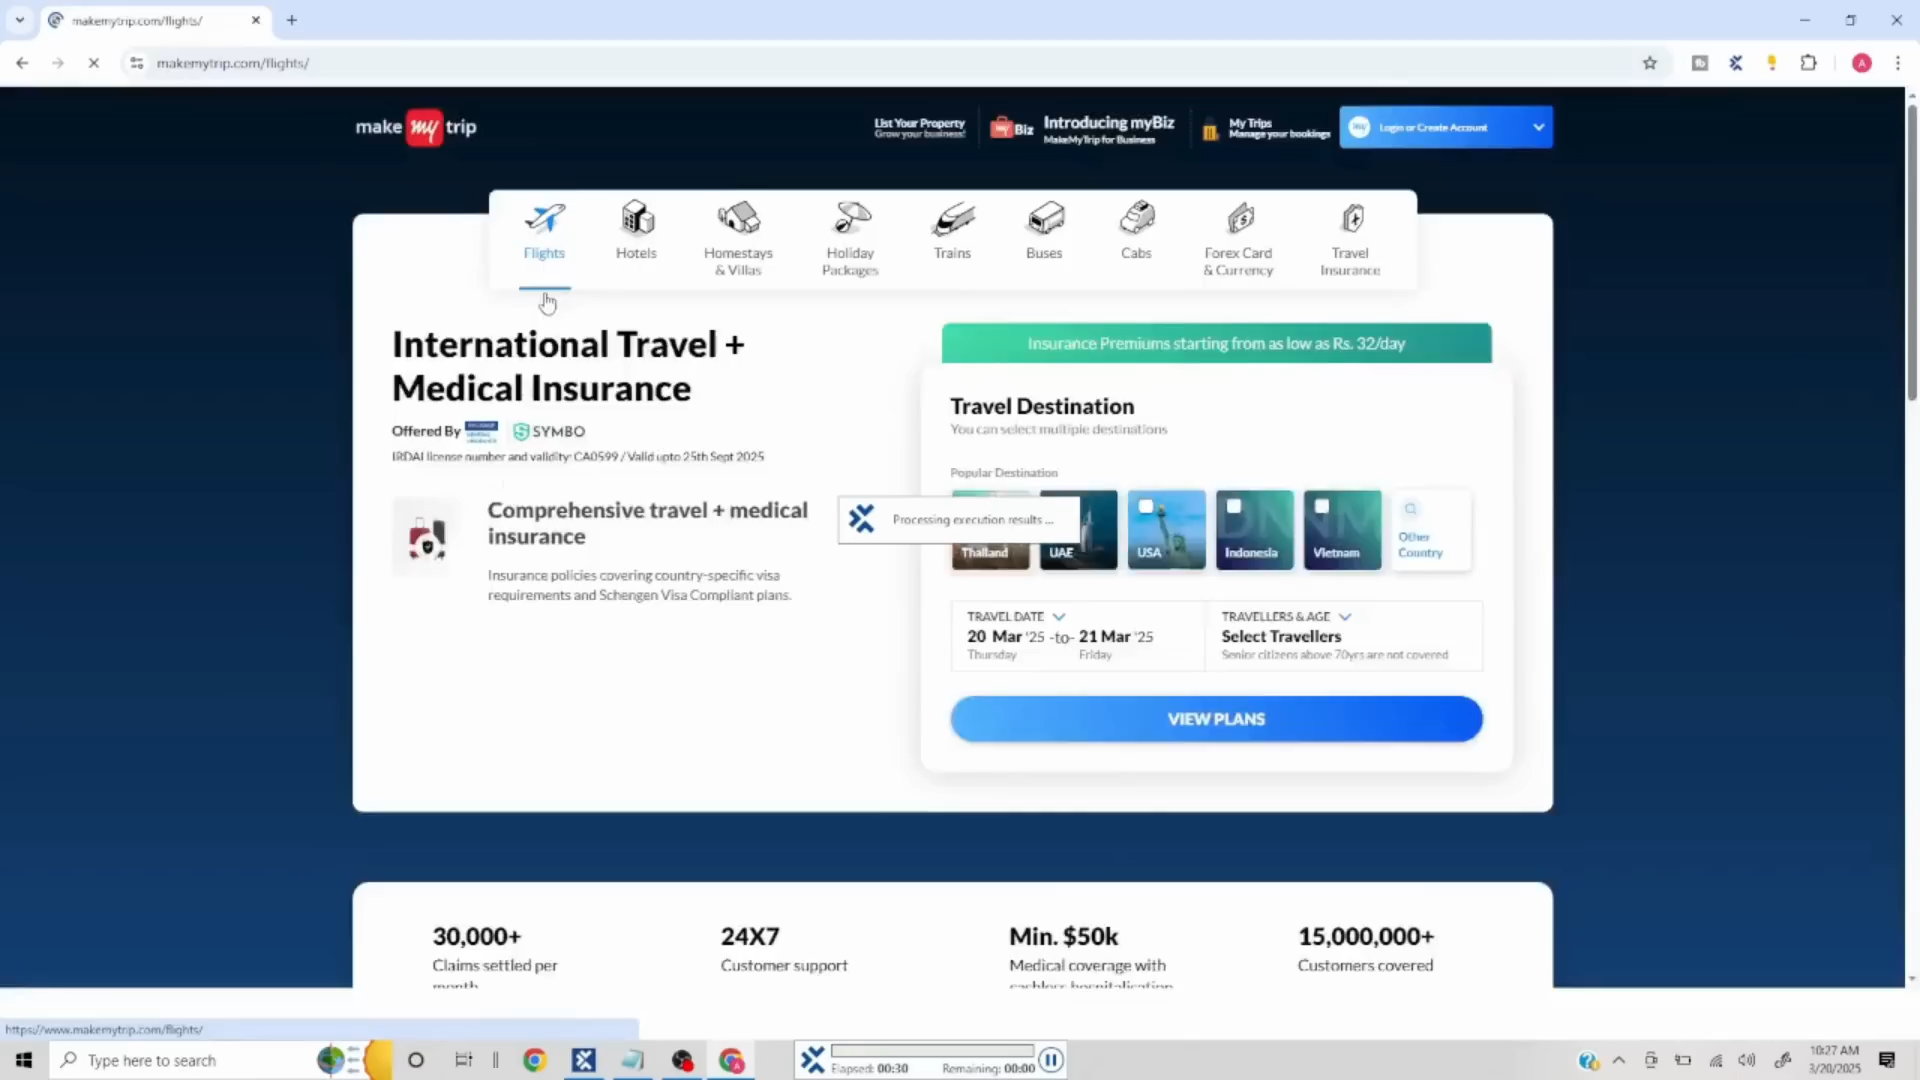 makemytrip.com/flights/
makemytrip.com/flights/
A
make my trip
List Your Property
Grow your business!
my Biz
Introducing myBiz
MakeMyTrip for Business
My Trips
Manage your bookings
my
Login or Create Account
Flights
Hotels
Homestays
& Villas
Holiday
Packages
Trains
Buses
Cabs
Forex Card
& Currency
Travel
Insurance
International Travel +
Medical Insurance
Offered By
SYMBO
IRDAI license number and validity: CA0599 / Valid upto 25th Sept 2025
Comprehensive travel + medical
insurance
Insurance policies covering country-specific visa
requirements and Schengen Visa Compliant plans.
Insurance Premiums starting from as low as Rs. 32/day
Travel Destination
You can select multiple destinations
Popular Destination
Processing execution results ...
Thailand
UAE
USA
Indonesia
Vietnam
Other
Country
TRAVEL DATE
20 Mar '25 -to- 21 Mar '25
Thursday
Friday
TRAVELLERS & AGE
Select Travellers
Senior citizens above 70yrs are not covered
VIEW PLANS
30,000+
Claims settled per
month
24X7
Customer support
Min. $50k
Medical coverage with
cashless hospitalisation
15,000,000+
Customers covered
https://www.makemytrip.com/flights/
Type here to search
Elapsed: 00:30
Remaining: 00:00
10:27 AM
3/20/2025